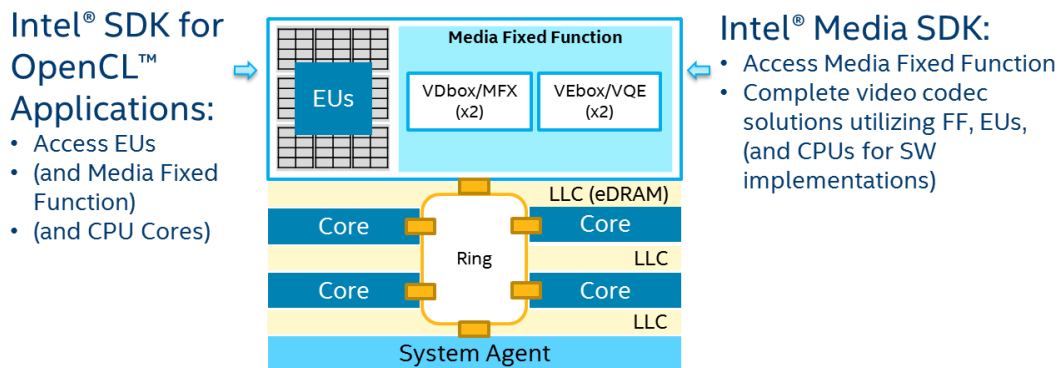 Intel® SDK for
OpenCL™
Applications:
• Access EUs
• (and Media Fixed
Function)
• (and CPU Cores)
EUs
Media Fixed Function
VDbox/MFX
(x2)
VEbox/VQE
(x2)
LLC (eDRAM)
Core
Core
Ring
LLC
Core
Core
LLC
System Agent
Intel® Media SDK:
• Access Media Fixed Function
• Complete video codec
solutions utilizing FF, EUs,
(and CPUs for SW
implementations)